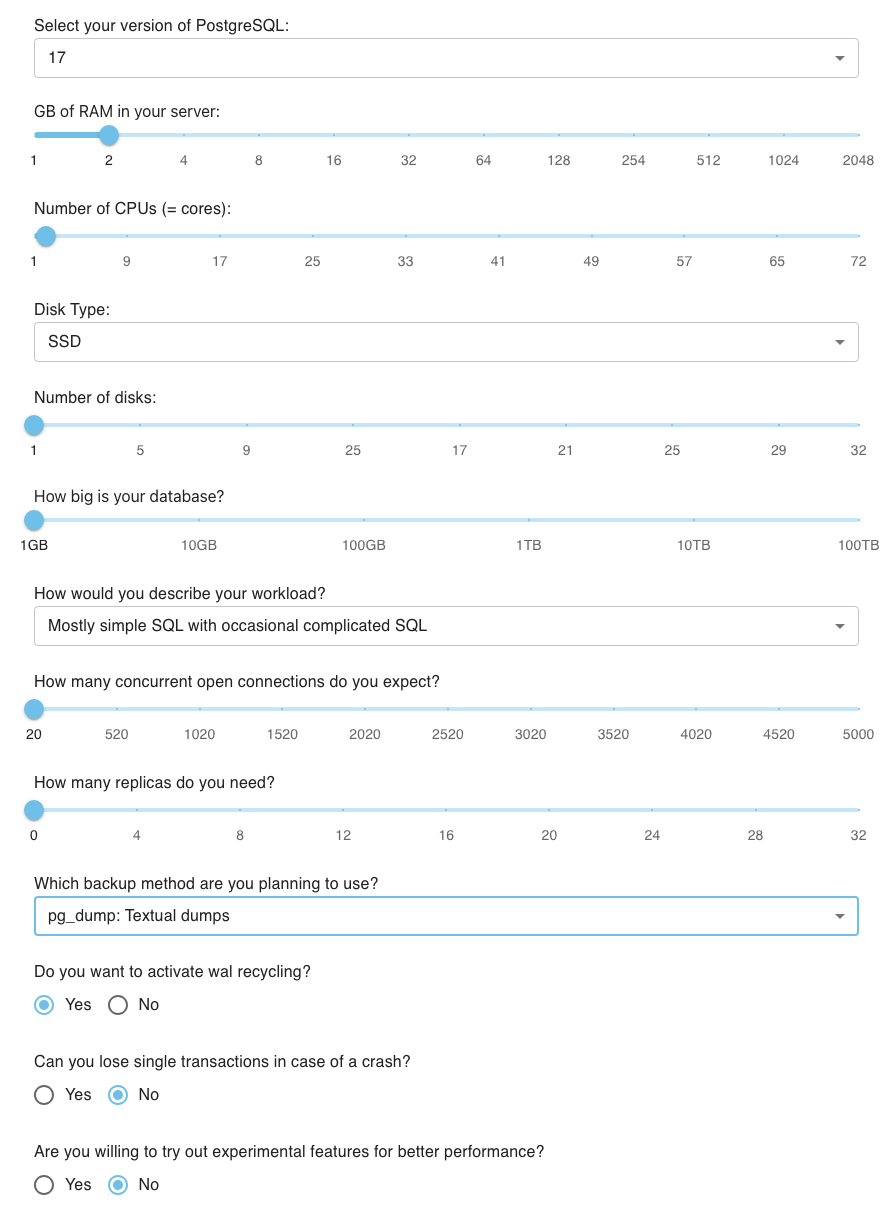 Select your version of PostgreSQL:
17
GB of RAM in your server:
1 2 4 8 16 32 64 128 254 512 1024 2048
Number of CPUs (= cores):
1 9 17 25 33 41 49 57 65 72
Disk Type:
SSD
Number of disks:
1 5 9 25 17 21 25 29 32
How big is your database?
1GB 10GB 100GB 1TB 10TB 100TB
How would you describe your workload?
Mostly simple SQL with occasional complicated SQL
How many concurrent open connections do you expect?
20 520 1020 1520 2020 2520 3020 3520 4020 4520 5000
How many replicas do you need?
0 4 8 12 16 20 24 28 32
Which backup method are you planning to use?
pg_dump: Textual dumps
Do you want to activate wal recycling?
Yes No
Can you lose single transactions in case of a crash?
Yes No
Are you willing to try out experimental features for better performance?
Yes No